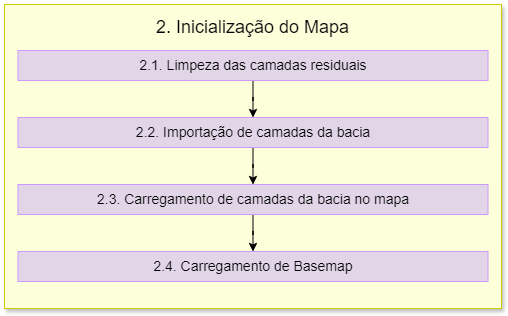 2. Inicialização do Mapa
2.1. Limpeza das camadas residuais
2.2. Importação de camadas da bacia
2.3. Carregamento de camadas da bacia no mapa
2.4. Carregamento de Basemap